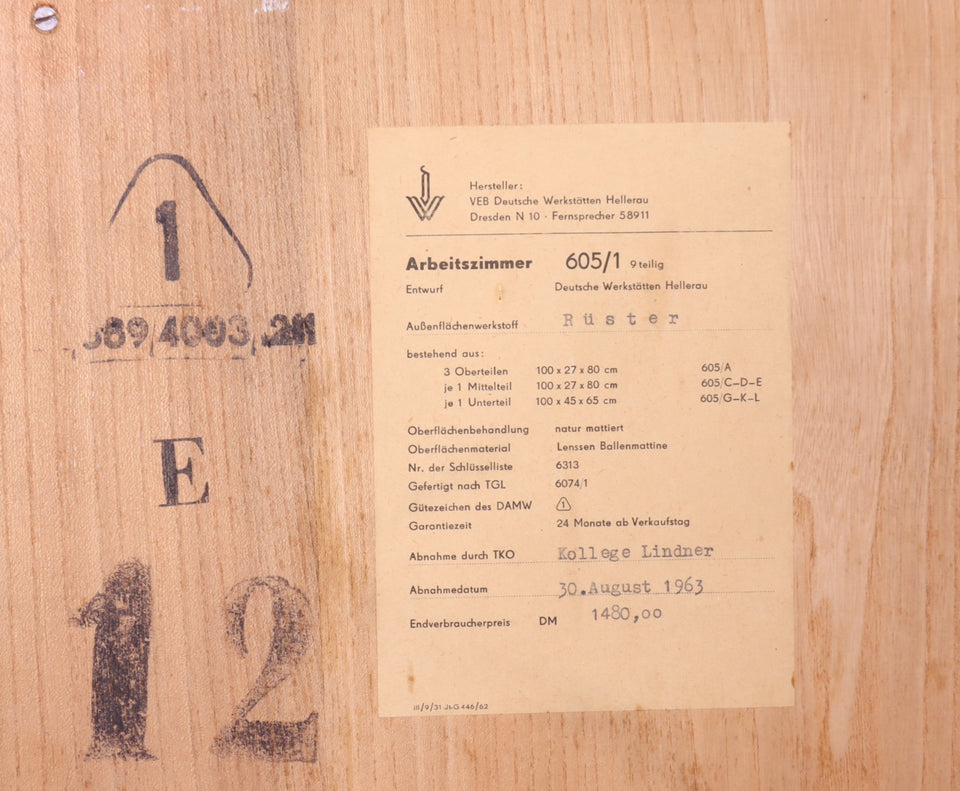 1
E
12
Hersteller:
VEB Deutsche Werkstätten Hellerau
Dresden N 10 · Fernsprecher 58911
Arbeitszimmer 605/1 9 teilig
Entwurf Deutsche Werkstätten Hellerau
Außenflächenwerkstoff Rüster
bestehend aus:
3 Oberteilen 100 x 27 x 80 cm 605/A
je 1 Mittelteil 100 x 27 x 80 cm 605/C–D–E
je 1 Unterteil 100 x 45 x 65 cm 605/G–K–L
Oberflächenbehandlung natur mattiert
Oberflächenmaterial Lenssen Ballenmattine
Nr. der Schlüsselliste 6313
Gefertigt nach TGL 6074/1
Gütezeichen des DAMW 1
Garantiezeit 24 Monate ab Verkaufstag
Abnahme durch TKO Kollege Lindner
Abnahmedatum 30.August 1963
Endverbraucherpreis DM 1480,00
III/9/31 JtG 446/62